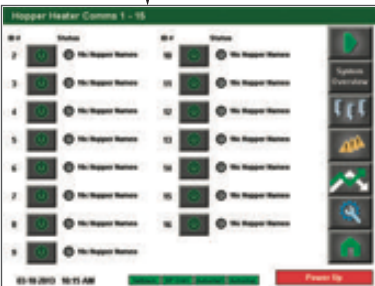 Hopper Heater Comms 1 - 15
ID # Status ID # Status
2 No Hopper Names 10 No Hopper Names
3 No Hopper Names 11 No Hopper Names
4 No Hopper Names 12 No Hopper Names
5 No Hopper Names 13 No Hopper Names
6 No Hopper Names 14 No Hopper Names
7 No Hopper Names 15 No Hopper Names
8 No Hopper Names 16 No Hopper Names
9 No Hopper Names
System
Overview
03-18-2013 10:15 AM
Power Up